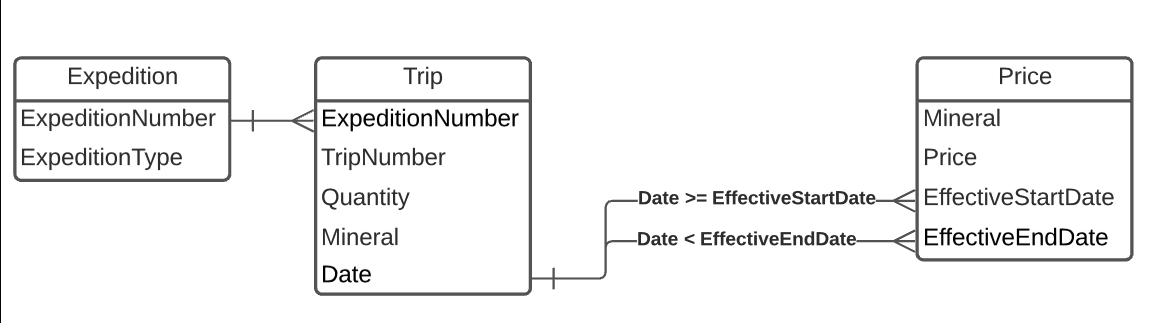 Expedition
ExpeditionNumber
ExpeditionType
Trip
ExpeditionNumber
TripNumber
Quantity
Mineral
Date
Date >= EffectiveStartDate
Date < EffectiveEndDate
Price
Mineral
Price
EffectiveStartDate
EffectiveEndDate